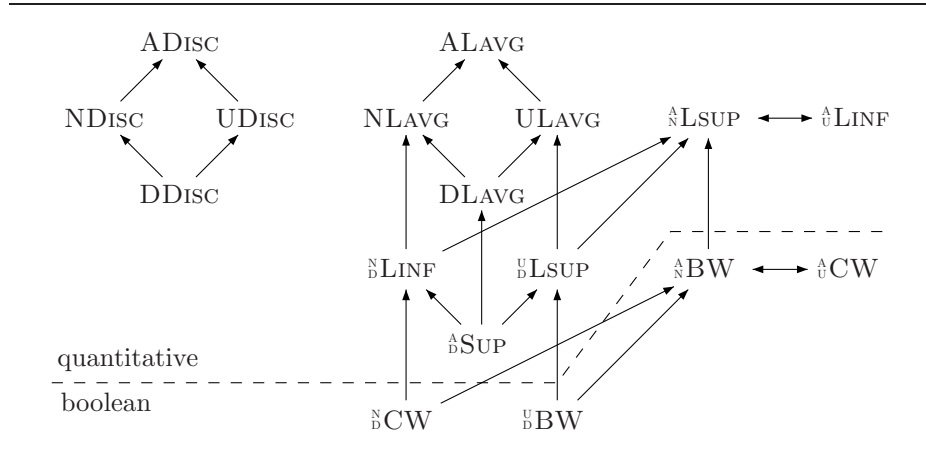 ADISC ALAVG
NDISC UDISC NLAVG ULAVG A/N LSUP A/U LINF
DDISC DLAVG
N/D LINF U/D LSUP A/N BW A/U CW
A/D SUP
quantitative
boolean
N/D CW U/D BW